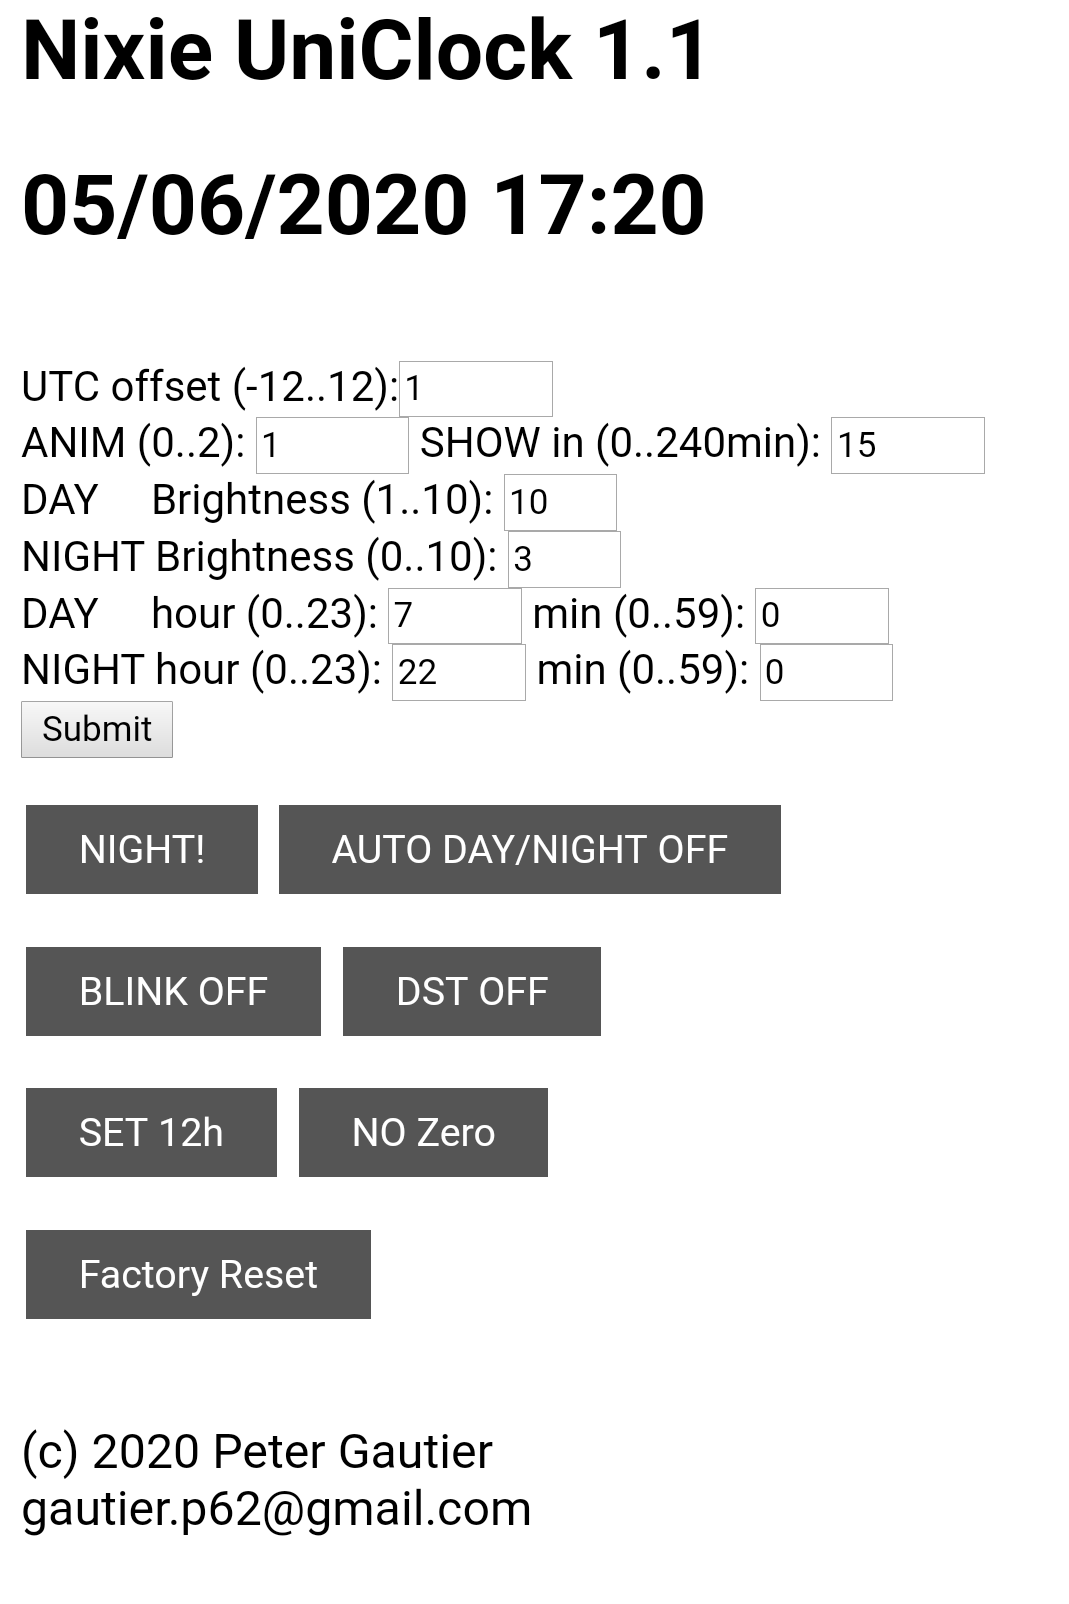 Nixie UniClock 1.1
05/06/2020 17:20
UTC offset (-12..12): 1
ANIM (0..2): 1 SHOW in (0..240min): 15
DAY Brightness (1..10): 10
NIGHT Brightness (0..10): 3
DAY hour (0..23): 7 min (0..59): 0
NIGHT hour (0..23): 22 min (0..59): 0
Submit
NIGHT! AUTO DAY/NIGHT OFF
BLINK OFF DST OFF
SET 12h NO Zero
Factory Reset
(c) 2020 Peter Gautier
gautier.p62@gmail.com